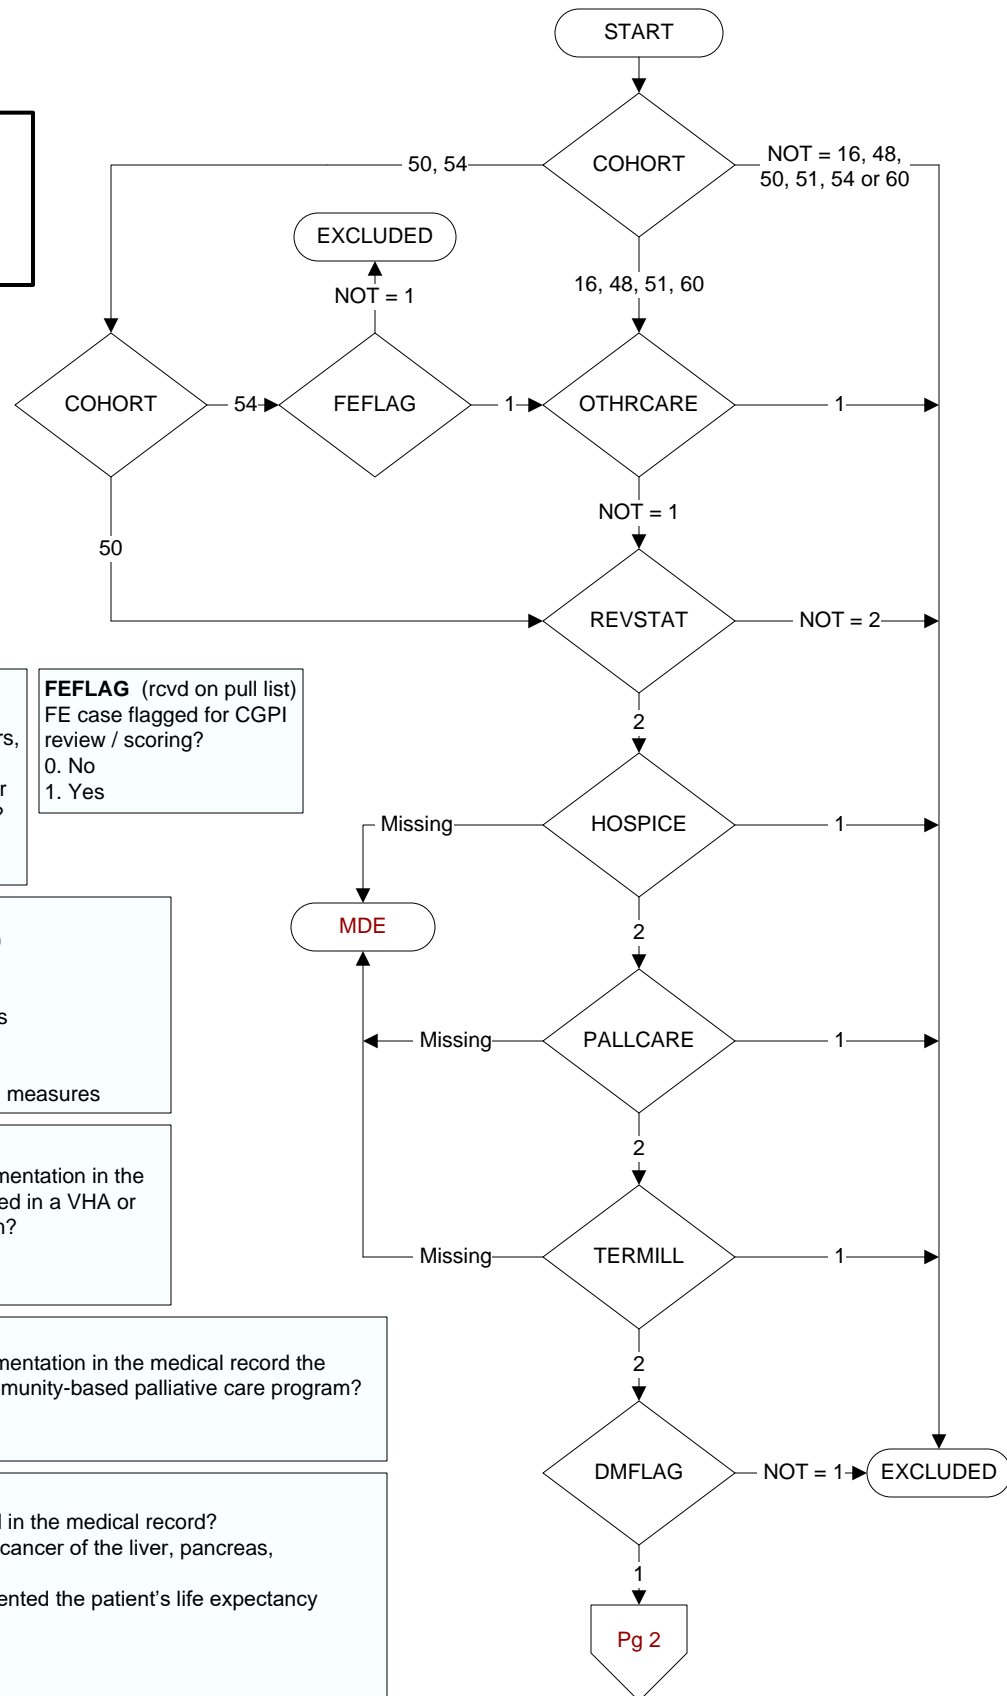 START
COHORT
50, 54
NOT = 16, 48,
50, 51, 54 or 60
EXCLUDED
NOT = 1
16, 48, 51, 60
COHORT
54
FEFLAG
1
OTHRCARE
1
NOT = 1
50
REVSTAT
NOT = 2
2
FEFLAG (rcvd on pull list)
FE case flagged for CGPI
review / scoring?
0. No
1. Yes
rs,
r
?
Missing
HOSPICE
1
MDE
2
)
s
measures
Missing
PALLCARE
1
2
mentation in the
ed in a VHA or
n?
Missing
TERMILL
1
2
mentation in the medical record the
mmunity-based palliative care program?
DMFLAG
NOT = 1
EXCLUDED
1
d in the medical record?
cancer of the liver, pancreas,
ented the patient's life expectancy
Pg 2